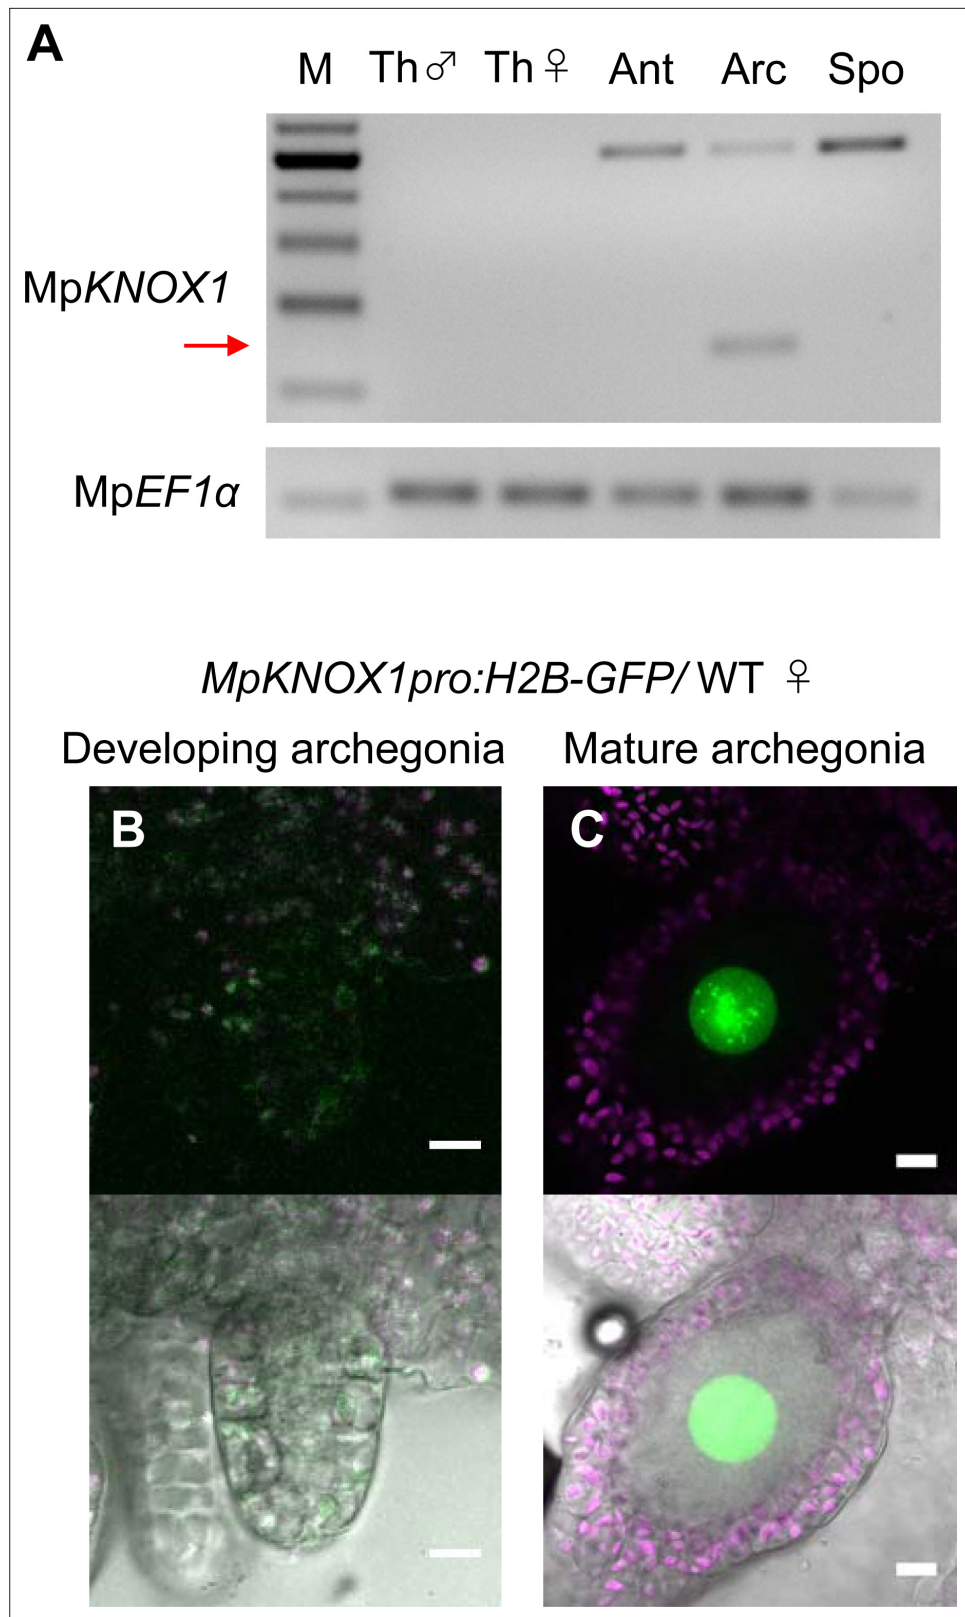 A
M Th♂ Th♀ Ant Arc Spo
MpKNOX1
MpEF1α
MpKNOX1pro:H2B-GFP/ WT ♀
Developing archegonia Mature archegonia
B C